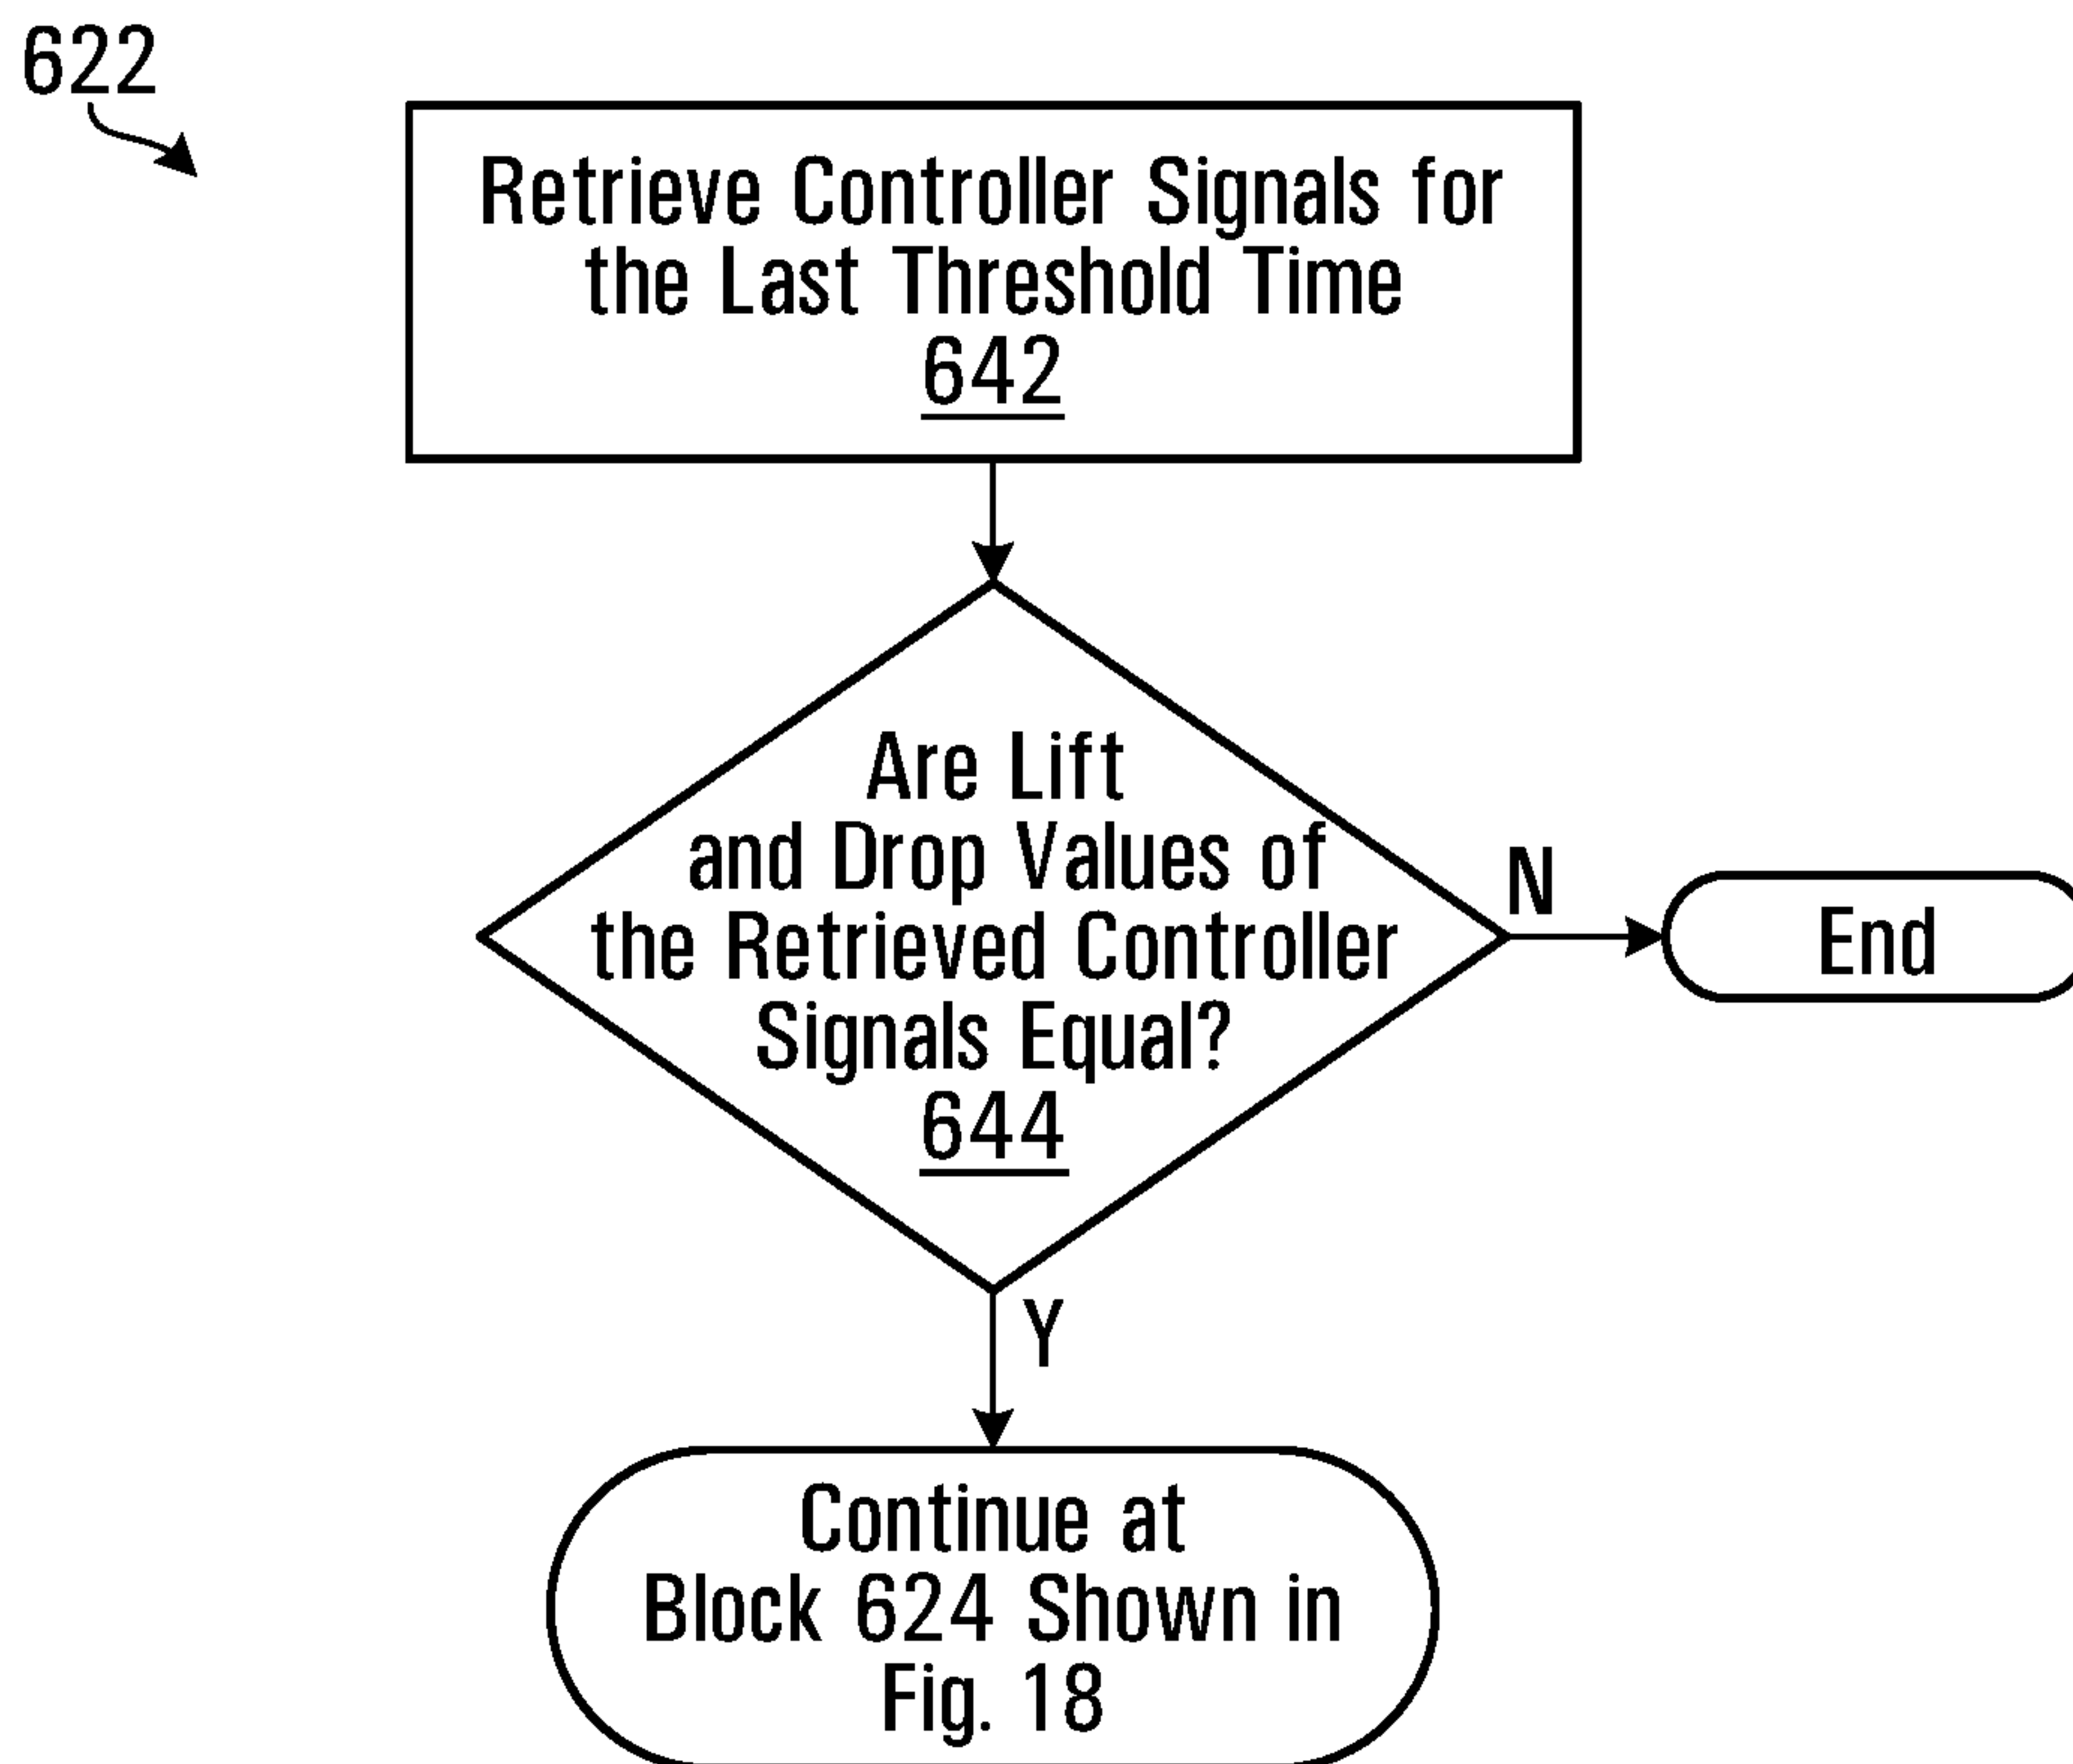 622
Retrieve Controller Signals for
the Last Threshold Time
642
Are Lift
and Drop Values of
the Retrieved Controller
Signals Equal?
644
N
End
Y
Continue at
Block 624 Shown in
Fig. 18